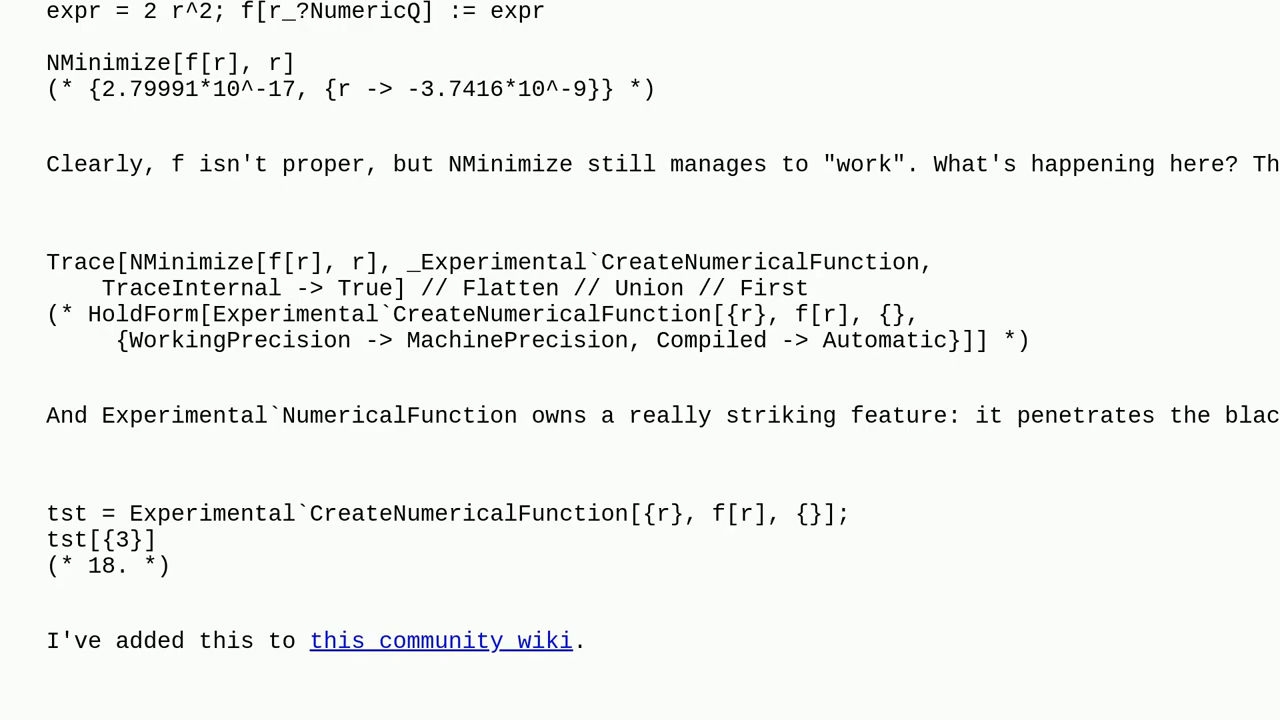 expr = 2 r^2; f[r_?NumericQ] := expr
NMinimize[f[r], r]
(* {2.79991*10^-17, {r -> -3.7416*10^-9}} *)
Clearly, f isn't proper, but NMinimize still manages to "work". What's happening here? Th
Trace[NMinimize[f[r], r], _Experimental`CreateNumericalFunction,
    TraceInternal -> True] // Flatten // Union // First
(* HoldForm[Experimental`CreateNumericalFunction[{r}, f[r], {},
     {WorkingPrecision -> MachinePrecision, Compiled -> Automatic}]] *)
And Experimental`NumericalFunction owns a really striking feature: it penetrates the blac
tst = Experimental`CreateNumericalFunction[{r}, f[r], {}];
tst[{3}]
(* 18. *)
I've added this to this community wiki.